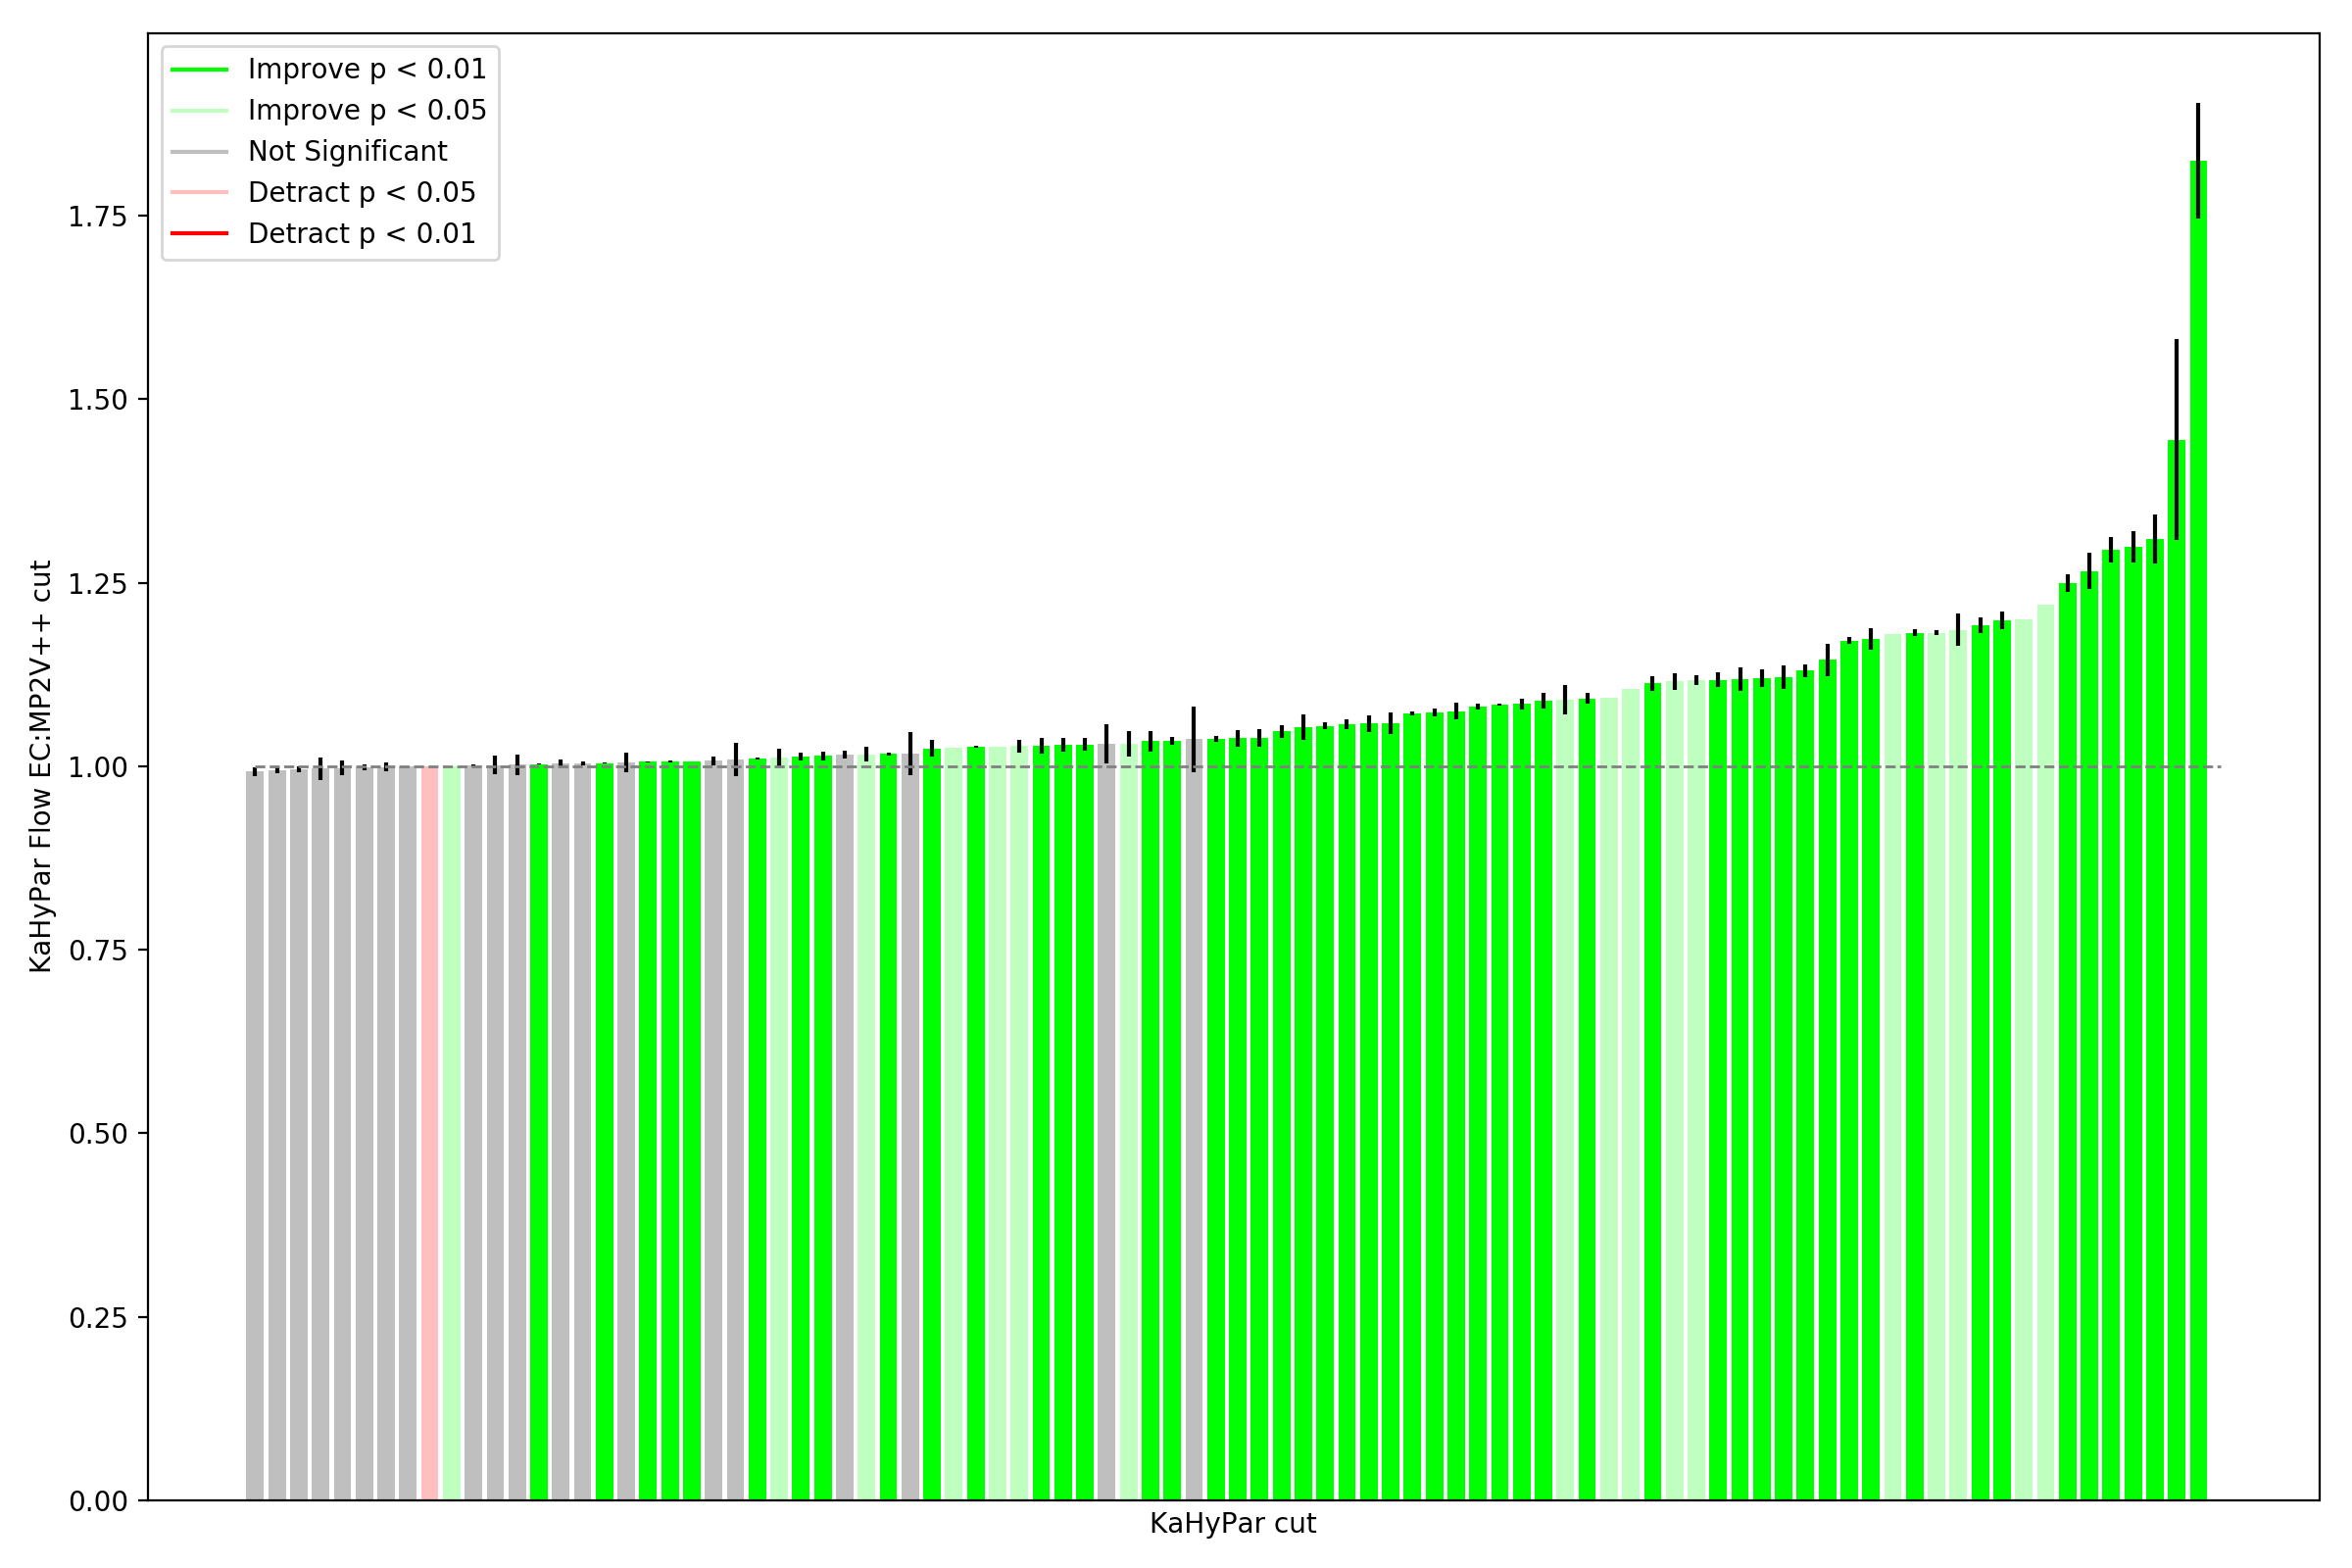 Improve p < 0.01
Improve p < 0.05
Not Significant
Detract p < 0.05
Detract p < 0.01
1.75
1.50
1.25
1.00
0.75
0.50
0.25
0.00
KaHyPar Flow EC:MP2V++ cut
KaHyPar cut